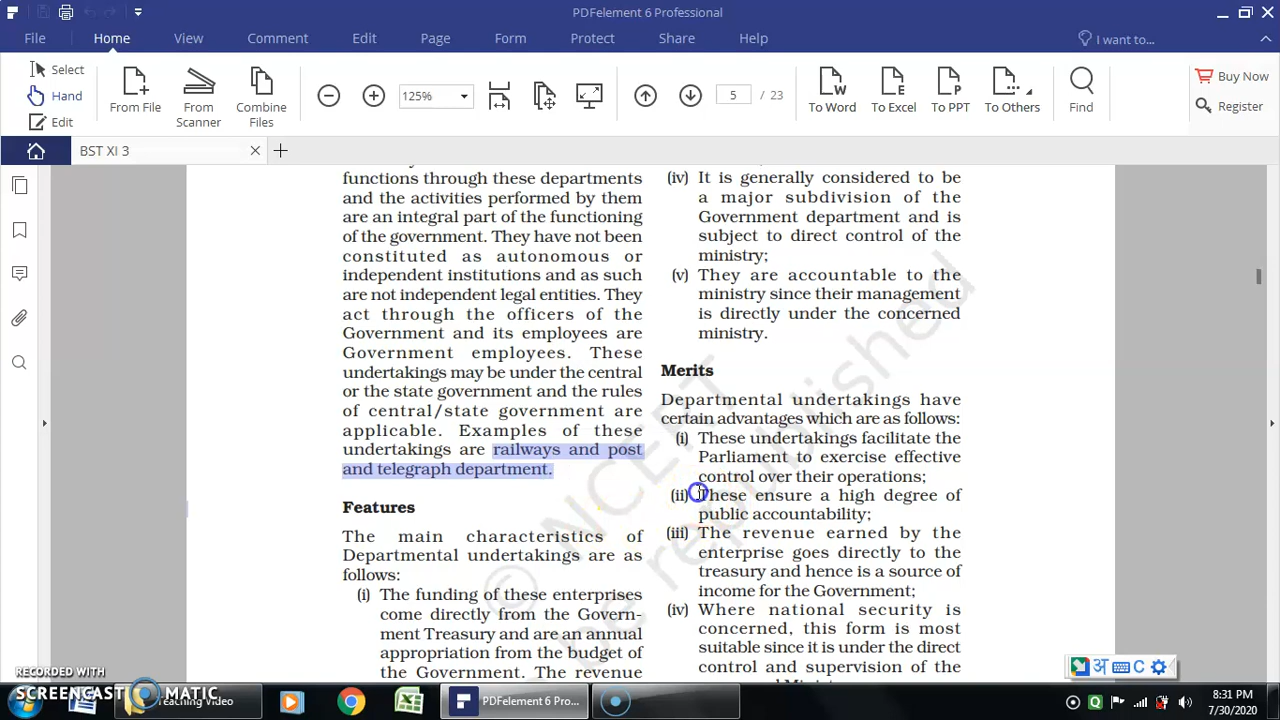 PDFelement 6 Professional
File Home View Comment Edit Page Form Protect Share Help I want to...
Select
Hand
Edit
From File
From Scanner
Combine Files
125%
5 / 23
To Word
To Excel
To PPT
To Others
Find
Buy Now
Register
BST XI 3
functions through these departments
and the activities performed by them
are an integral part of the functioning
of the government. They have not been
constituted as autonomous or
independent institutions and as such
are not independent legal entities. They
act through the officers of the
Government and its employees are
Government employees. These
undertakings may be under the central
or the state government and the rules
of central/state government are
applicable. Examples of these
undertakings are railways and post
and telegraph department.
Features
The main characteristics of
Departmental undertakings are as
follows:
(i) The funding of these enterprises
come directly from the Govern-
ment Treasury and are an annual
appropriation from the budget of
the Government. The revenue
(iv) It is generally considered to be
a major subdivision of the
Government department and is
subject to direct control of the
ministry;
(v) They are accountable to the
ministry since their management
is directly under the concerned
ministry.
Merits
Departmental undertakings have
certain advantages which are as follows:
(i) These undertakings facilitate the
Parliament to exercise effective
control over their operations;
(ii) These ensure a high degree of
public accountability;
(iii) The revenue earned by the
enterprise goes directly to the
treasury and hence is a source of
income for the Government;
(iv) Where national security is
concerned, this form is most
suitable since it is under the direct
control and supervision of the
© NCERT
be republished
अ C
RECORDED WITH
SCREENCAST MATIC
Teaching Video
PDFelement 6 Profes...
8:31 PM
7/30/2020